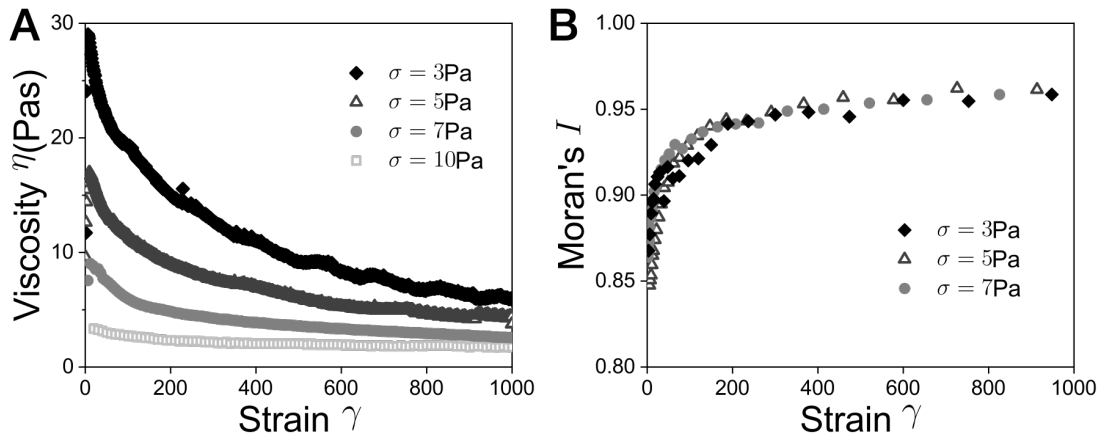 A
Viscosity η(Pas)
30
20
10
0
σ = 3Pa
σ = 5Pa
σ = 7Pa
σ = 10Pa
0 200 400 600 800 1000
Strain γ
B
Moran's I
1.00
0.95
0.90
0.85
0.80
σ = 3Pa
σ = 5Pa
σ = 7Pa
0 200 400 600 800 1000
Strain γ